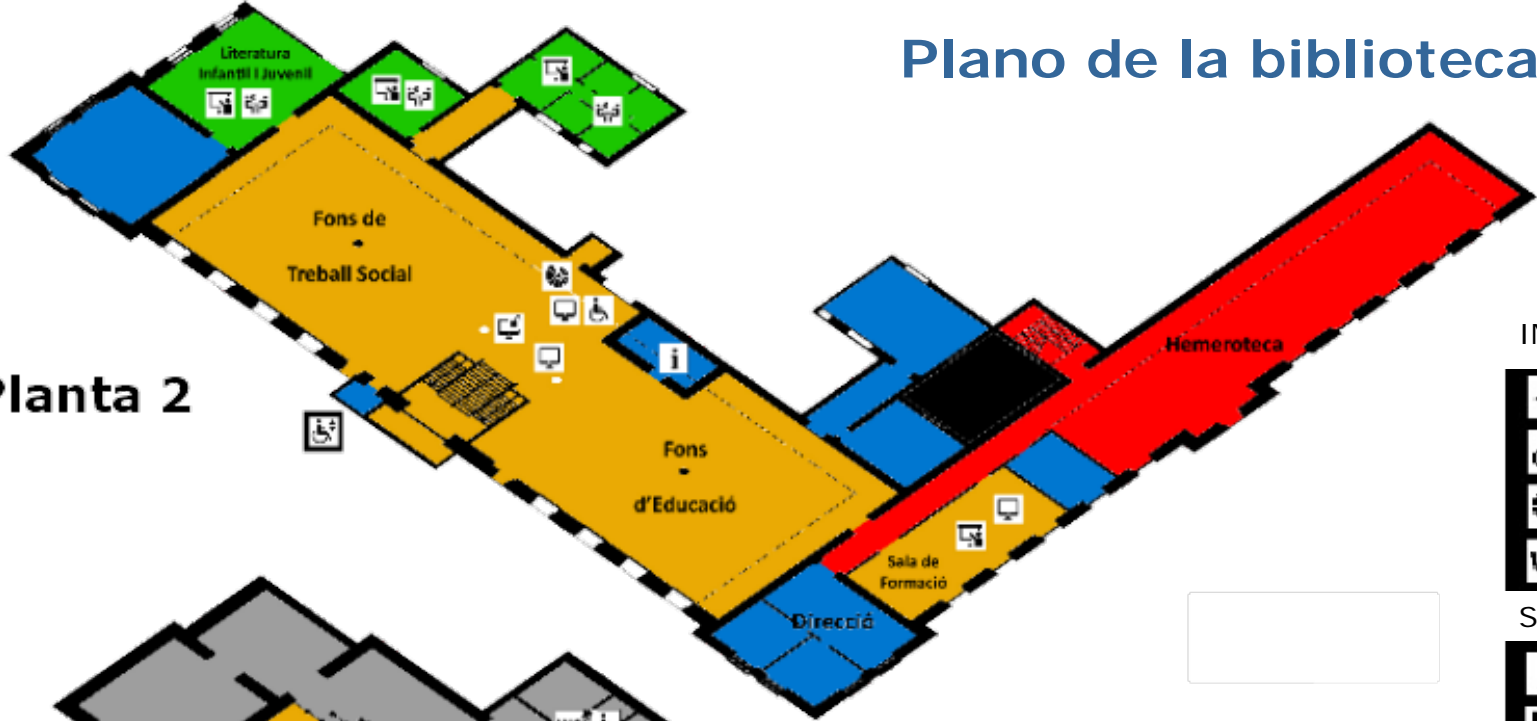 Plano de la biblioteca
Literatura
Infantil i Juvenil
Fons de
Treball Social
i
Hemeroteca
Planta 2
Fons
d'Educació
Sala de
Formació
Direcció